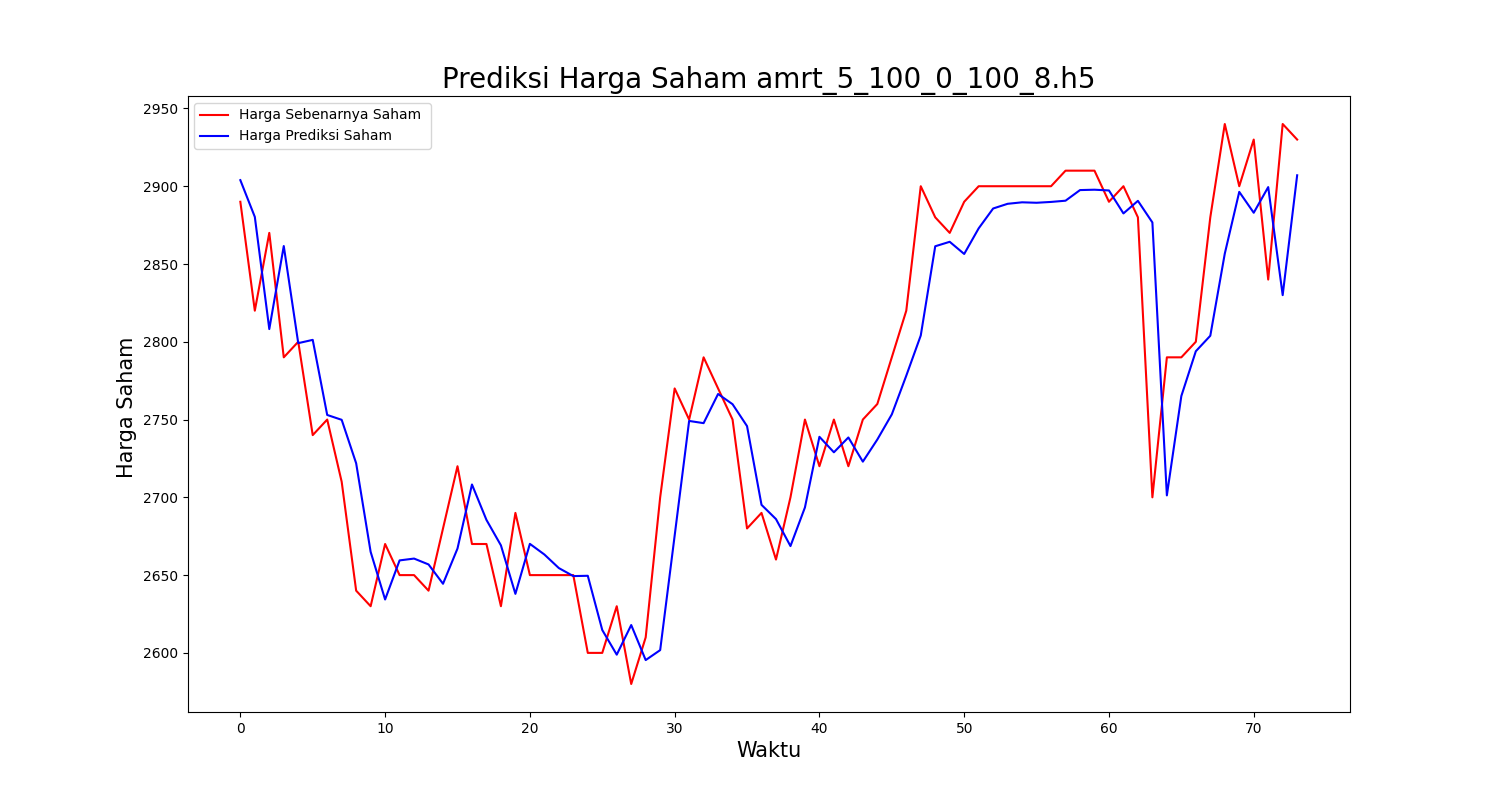 Prediksi Harga Saham amrt_5_100_0_100_8.h5
Harga Sebenarnya Saham
Harga Prediksi Saham
Harga Saham
2950
2900
2850
2800
2750
2700
2650
2600
0 10 20 30 40 50 60 70
Waktu